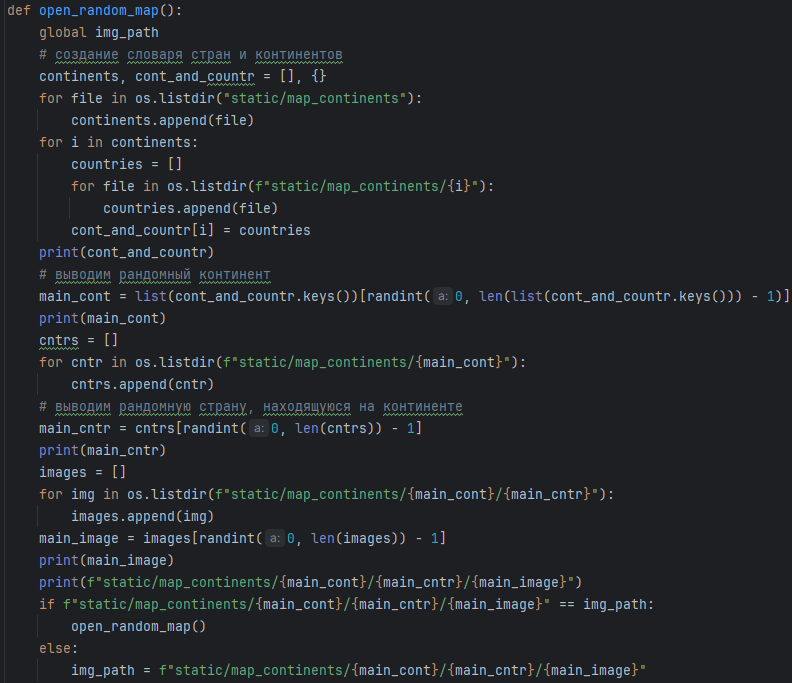 def open_random_map():
    global img_path
    # создание словаря стран и континентов
    continents, cont_and_countr = [], {}
    for file in os.listdir("static/map_continents"):
        continents.append(file)
    for i in continents:
        countries = []
        for file in os.listdir(f"static/map_continents/{i}"):
            countries.append(file)
        cont_and_countr[i] = countries
    print(cont_and_countr)
    # выводим рандомный континент
    main_cont = list(cont_and_countr.keys())[randint( a: 0, len(list(cont_and_countr.keys())) - 1)]
    print(main_cont)
    cntrs = []
    for cntr in os.listdir(f"static/map_continents/{main_cont}"):
        cntrs.append(cntr)
    # выводим рандомную страну, находящуюся на континенте
    main_cntr = cntrs[randint( a: 0, len(cntrs)) - 1]
    print(main_cntr)
    images = []
    for img in os.listdir(f"static/map_continents/{main_cont}/{main_cntr}"):
        images.append(img)
    main_image = images[randint( a: 0, len(images)) - 1]
    print(main_image)
    print(f"static/map_continents/{main_cont}/{main_cntr}/{main_image}")
    if f"static/map_continents/{main_cont}/{main_cntr}/{main_image}" == img_path:
        open_random_map()
    else:
        img_path = f"static/map_continents/{main_cont}/{main_cntr}/{main_image}"